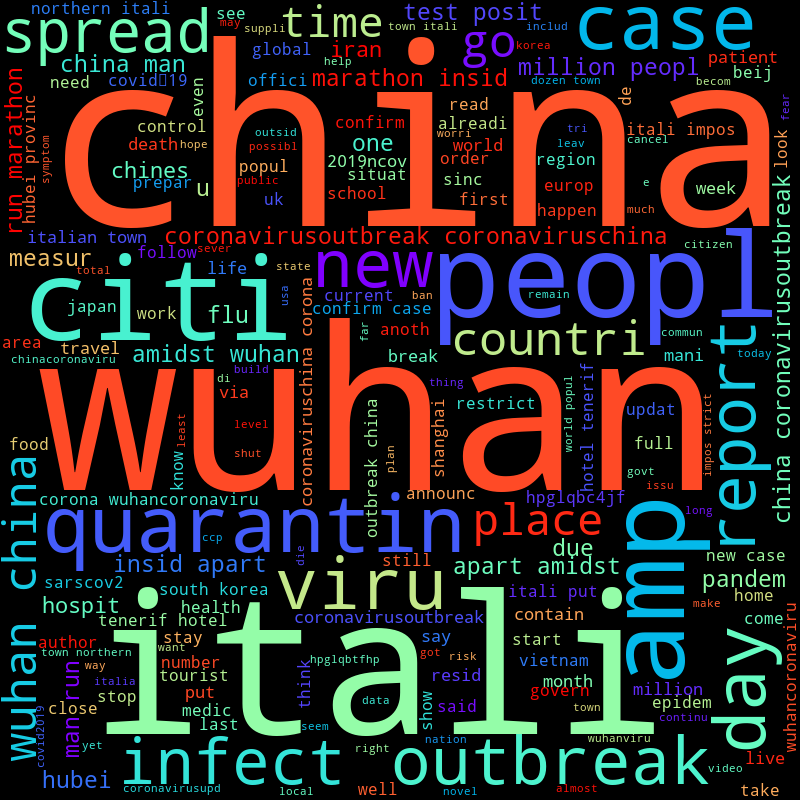 northern itali
spread
time
test posit
see
may
suppli
town itali
includ
case
china man
global
iran
go
million peopl
dozen town
korea
becom
patient
beij
help
need
covid▯19
offici
marathon insid
read
de
fear
even
run marathon
hubei provinc
symptom
china
control
death
hope
outsid
possibl
confirm
alreadi
worri
tri
itali impos
cancel
look
one
world
leav
chines
popul
2019ncov
order
region
situat
prepar
u
public
uk
school
sinc
first
europ
e
week
much
happen
italian town
coronavirusoutbreak coronaviruschina
citizen
measur
follow
sever
new
peopl
citi
total
life
state
usa
current
ban
remain
japan
work
flu
confirm case
far
countri
commun
area
travel
anoth
mani
today
chinacoronaviru
amidst wuhan
break
report
china coronavirusoutbreak
di
build
via
thing
hotel tenerif
world popul
impos strict
coronaviruschina corona
wuhan
restrict
updat
shanghai
level
least
full
food
shut
know
outbreak china
plan
govt
issu
wuhan china
corona wuhancoronaviru
announc
hpglqbc4jf
quarantin
place
amp
long
ccp
die
due
insid apart
viru
still
apart amidst
new case
sarscov2
south korea
pandem
hospit
health
itali put
home
make
tenerif hotel
coronavirusoutbreak
contain
come
wuhancoronaviru
author
stay
itali
say
start
day
town northern
want
hpglqbtfhp
got
risk
vietnam
way
number
think
man run
tourist
resid
month
italia
put
data
govern
million
stop
said
epidem
covid2019
close
medic
show
town
continu
last
seem
yet
right
nation
wuhanviru
infect
outbreak
live
video
hubei
coronavirusupd
local
well
novel
almost
take